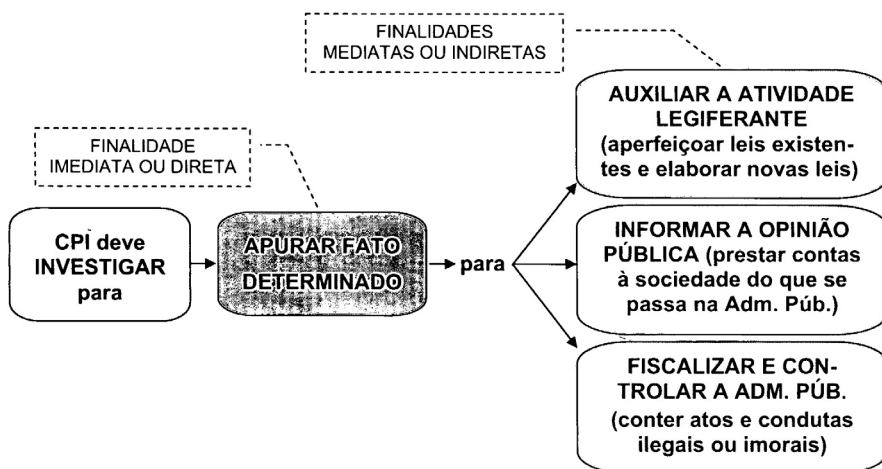 FINALIDADES
MEDIATAS OU INDIRETAS
FINALIDADE
IMEDIATA OU DIRETA
CPI deve
INVESTIGAR
para
APURAR FATO
DETERMINADO
para
AUXILIAR A ATIVIDADE
LEGIFERANTE
(aperfeiçoar leis existen-
tes e elaborar novas leis)
INFORMAR A OPINIÃO
PÚBLICA (prestar contas
à sociedade do que se
passa na Adm. Púb.)
FISCALIZAR E CON-
TROLAR A ADM. PÚB.
(conter atos e condutas
ilegais ou imorais)